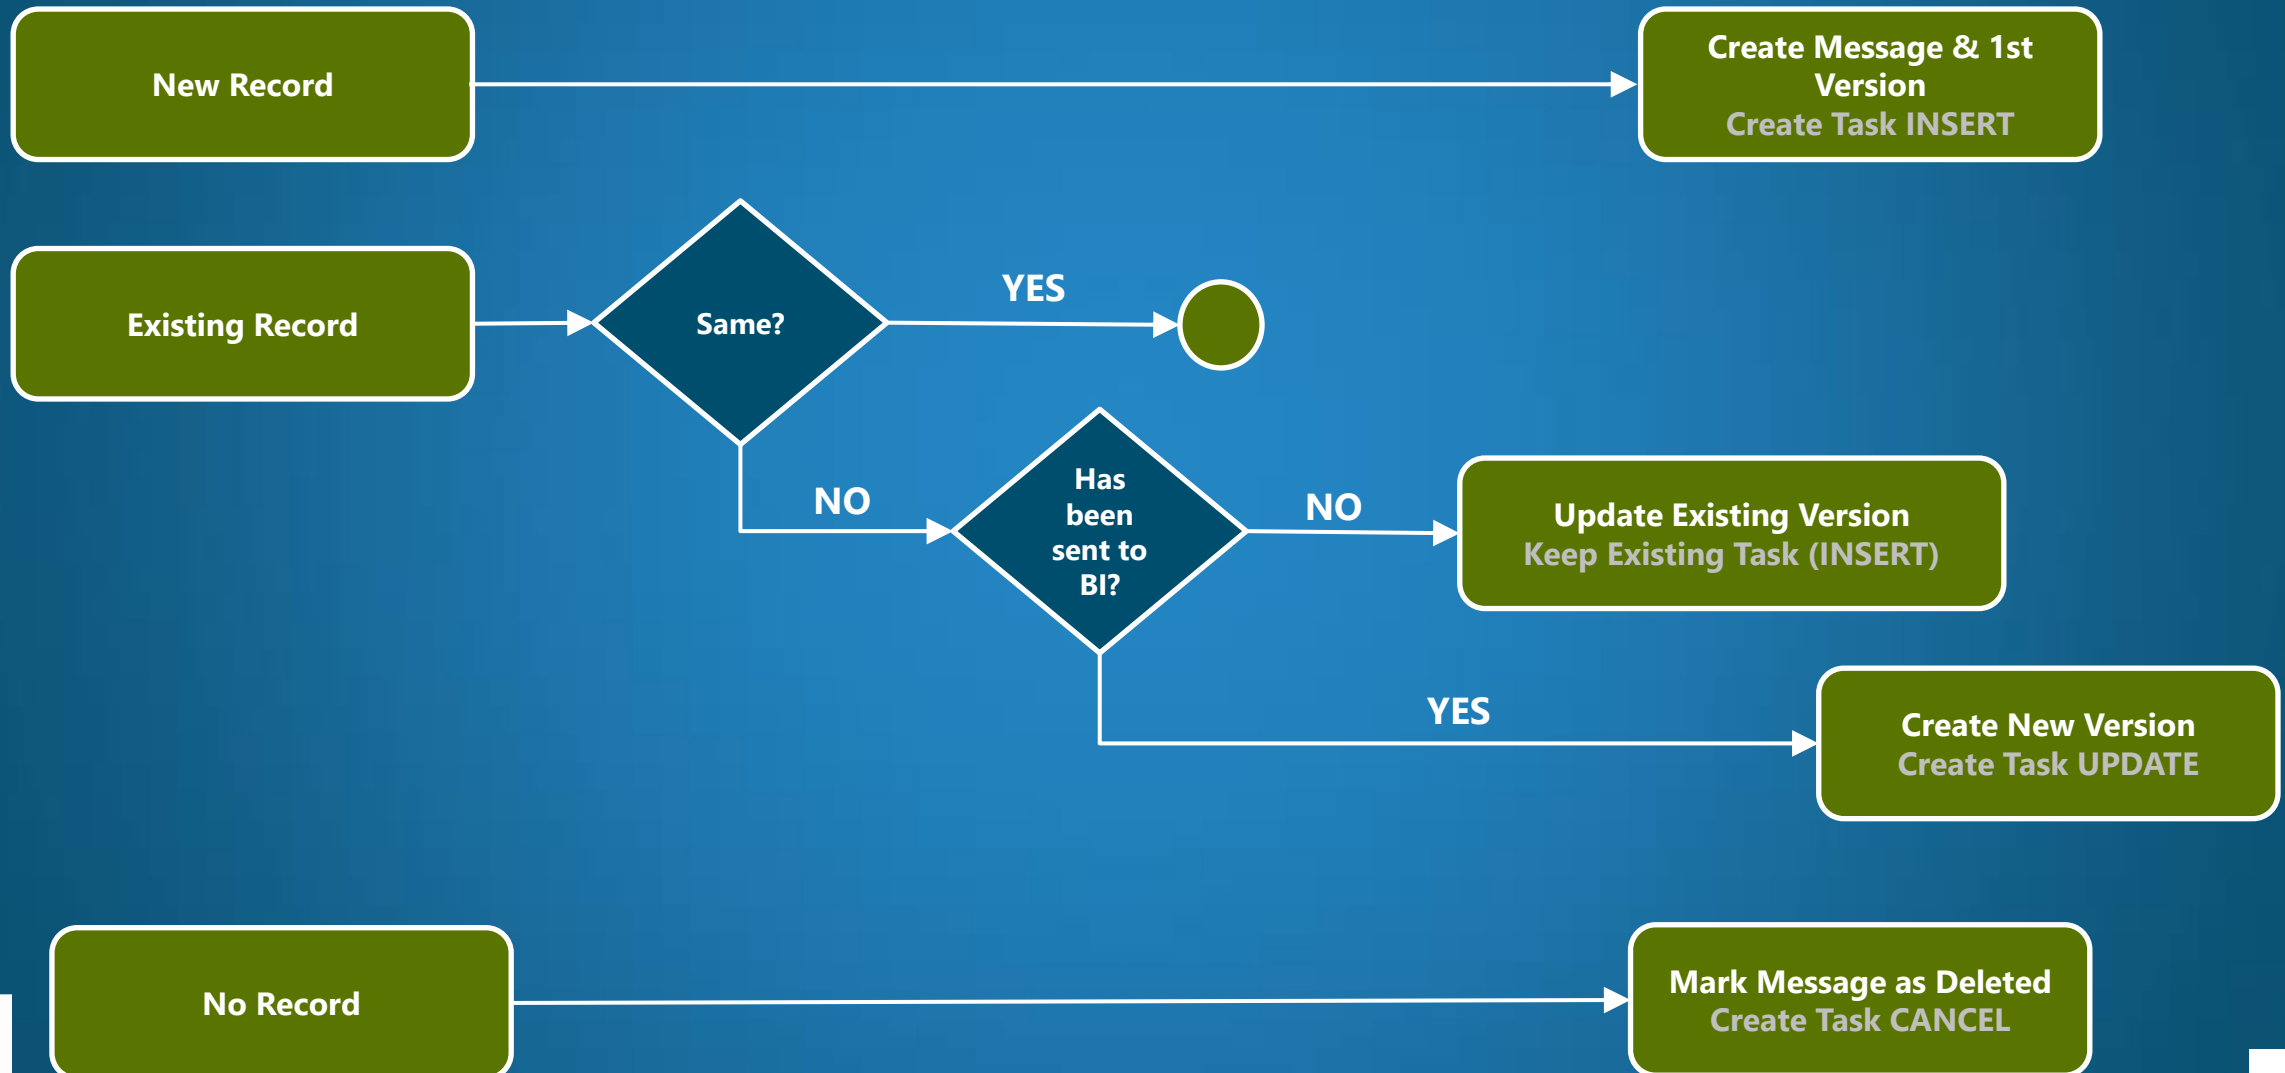 New Record
Create Message & 1st
Version
Create Task INSERT
Existing Record
Same?
YES
NO
Has
been
sent to
BI?
NO
Update Existing Version
Keep Existing Task (INSERT)
YES
Create New Version
Create Task UPDATE
No Record
Mark Message as Deleted
Create Task CANCEL